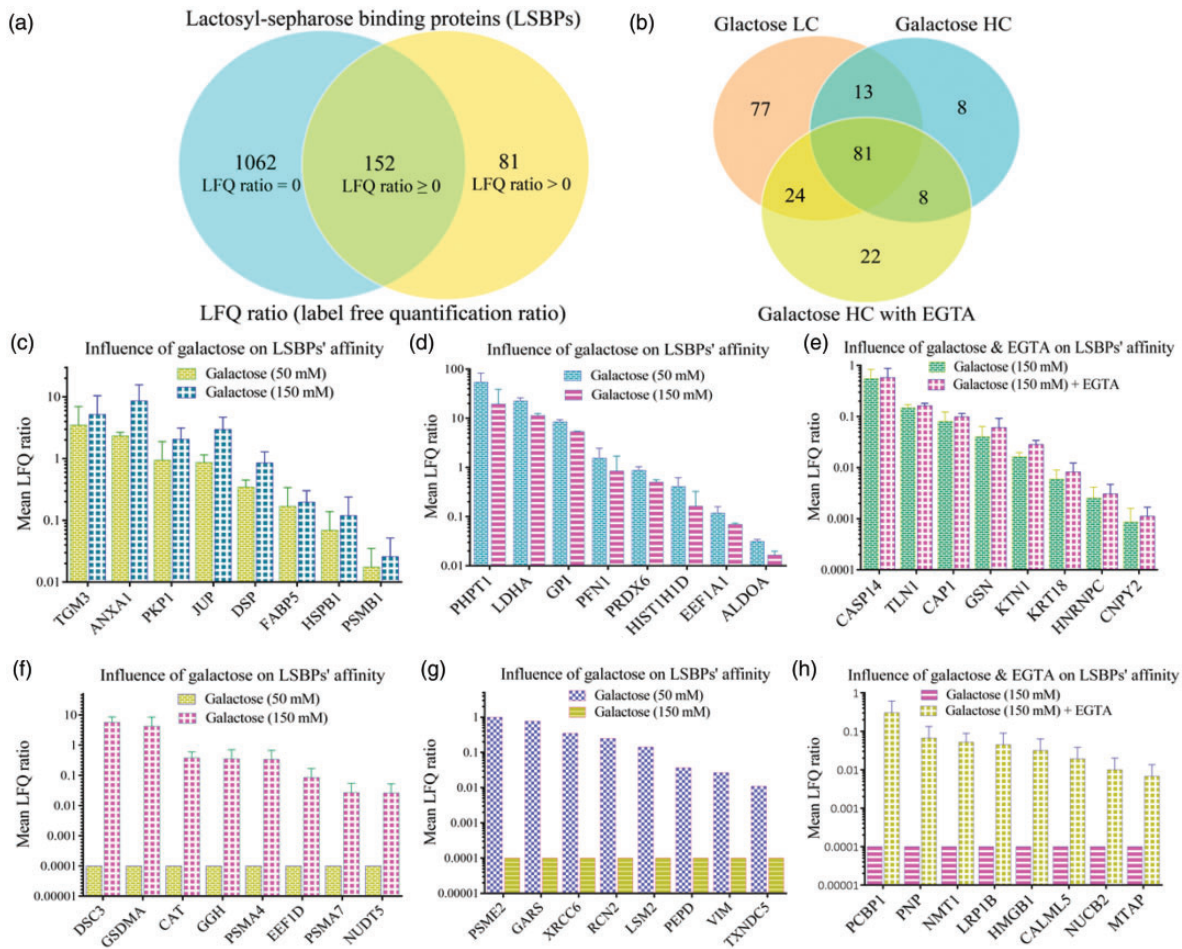 (a)
Lactosyl-sepharose binding proteins (LSBPs)
1062
LFQ ratio = 0
152
LFQ ratio ≥ 0
81
LFQ ratio > 0
LFQ ratio (label free quantification ratio)
(b)
Glactose LC
Galactose HC
77
13
8
81
24
8
22
Galactose HC with EGTA
(c)
Influence of galactose on LSBPs' affinity
Galactose (50 mM)
Galactose (150 mM)
Mean LFQ ratio
10
1
0.1
0.01
TGM3
ANXA1
PKP1
JUP
DSP
FABP5
HSPB1
PSMB1
(d)
Influence of galactose on LSBPs' affinity
Galactose (50 mM)
Galactose (150 mM)
Mean LFQ ratio
100
10
1
0.1
0.01
PHPT1
LDHA
GPI
PFN1
PRDX6
HIST1H1D
EEF1A1
ALDOA
(e)
Influence of galactose & EGTA on LSBPs' affinity
Galactose (150 mM)
Galactose (150 mM) + EGTA
Mean LFQ ratio
1
0.1
0.01
0.001
0.0001
CASP14
TLN1
CAP1
GSN
KTN1
KRT18
HNRNPC
CNPY2
(f)
Influence of galactose on LSBPs' affinity
Galactose (50 mM)
Galactose (150 mM)
Mean LFQ ratio
10
1
0.1
0.01
0.0001
0.0001
0.00001
DSC3
GSDMA
CAT
GGH
PSMA4
EEF1D
PSMA7
NUDT5
(g)
Influence of galactose on LSBPs' affinity
Galactose (50 mM)
Galactose (150 mM)
Mean LFQ ratio
1
0.1
0.01
0.0001
0.0001
0.00001
PSME2
GARS
XRCC6
RCN2
LSM2
PEPD
VIM
TXNDC5
(h)
Influence of galactose & EGTA on LSBPs' affinity
Galactose (150 mM)
Galactose (150 mM) + EGTA
Mean LFQ ratio
1
0.1
0.01
0.0001
0.0001
0.00001
PCBP1
PNP
NMT1
LRP1B
HMGB1
CALML5
NUCB2
MTAP